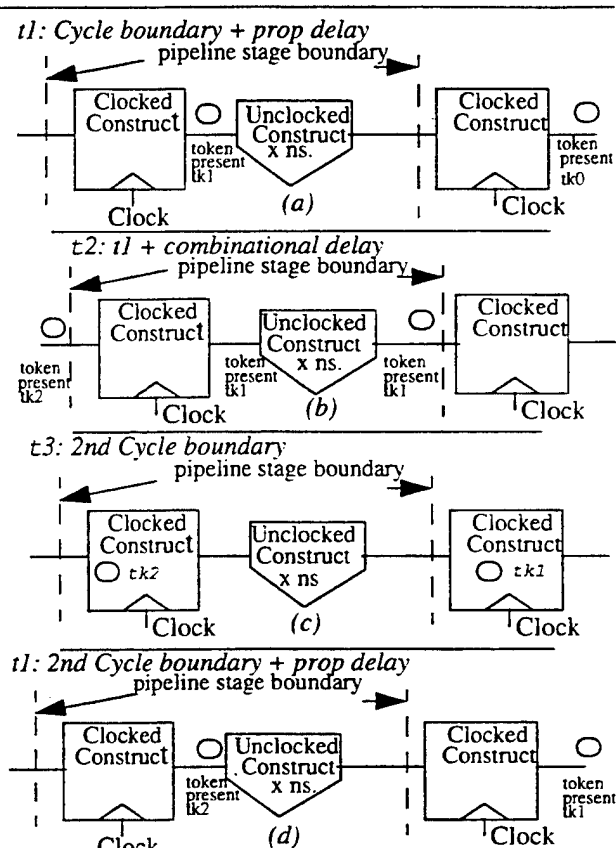 t1: Cycle boundary + prop delay
pipeline stage boundary
Clocked Construct
Unclocked Construct x ns.
Clocked Construct
token present tk1
token present tk0
Clock
(a)
Clock
t2: t1 + combinational delay
pipeline stage boundary
Clocked Construct
Unclocked Construct x ns.
Clocked Construct
token present tk2
token present tk1
token present tk1
Clock
(b)
Clock
t3: 2nd Cycle boundary
pipeline stage boundary
Clocked Construct
Unclocked Construct x ns
Clocked Construct
tk2
tk1
Clock
(c)
Clock
t1: 2nd Cycle boundary + prop delay
pipeline stage boundary
Clocked Construct
Unclocked Construct x ns.
Clocked Construct
token present tk2
token present tk1
Clock
(d)
Clock